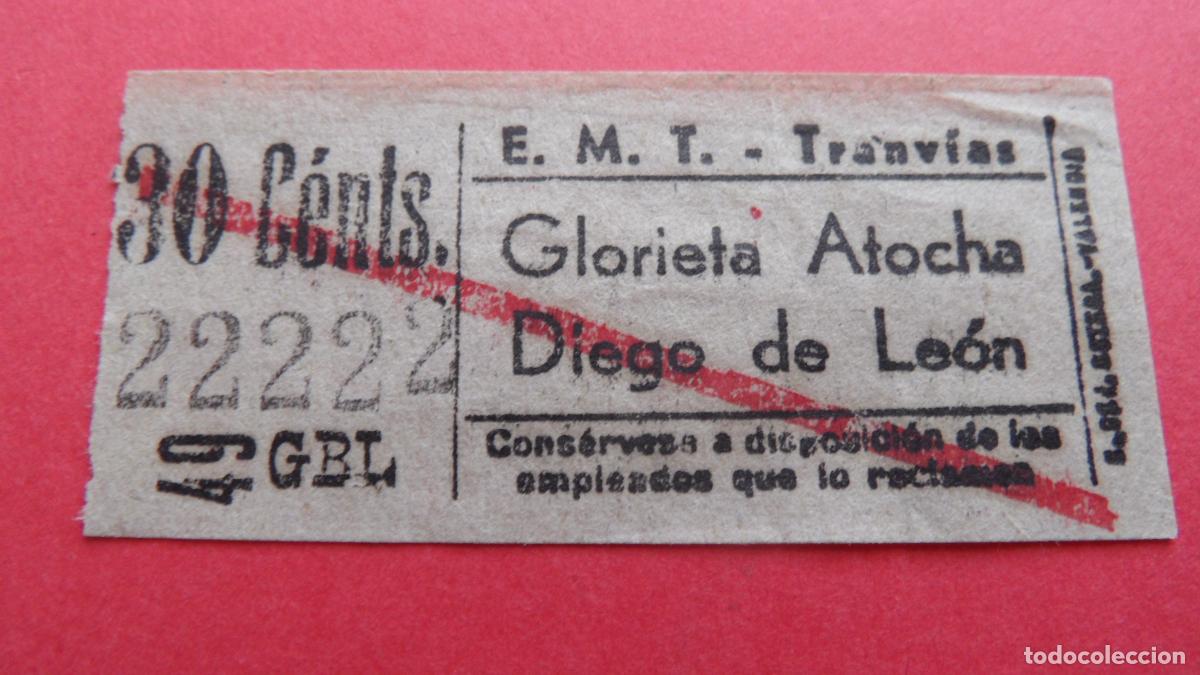 30 Cénts.
22222
49 GBL
E. M. T. - Tranvías
Glorieta Atocha
Diego de León
Consérvese a disposición de los
empleados que lo reclamen
VALENCIA
todocoleccion